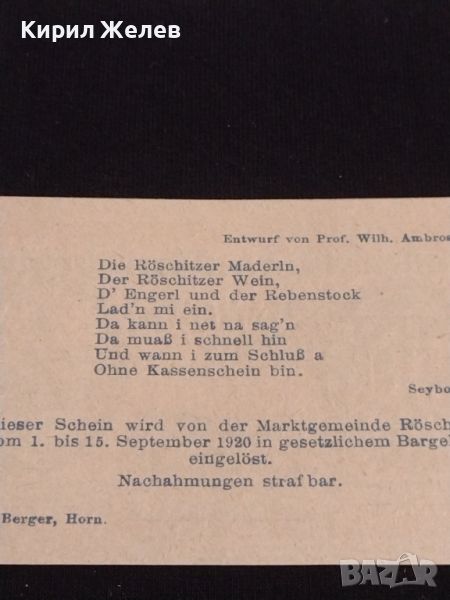 Кирил Желев
Entwurf von Prof. Wilh. Ambros
Die Röschitzer Maderln,
Der Röschitzer Wein,
D' Engerl und der Rebenstock
Lad'n mi ein.
Da kann i net na sag'n
Da muaß i schnell hin
Und wann i zum Schluß a
Ohne Kassenschein bin.
Seybo
ieser Schein wird von der Marktgemeinde Rösch
om 1. bis 15. September 1920 in gesetzlichem Bargel
eingelöst.
Nachahmungen strafbar.
Berger, Horn.
BAZAR.bg